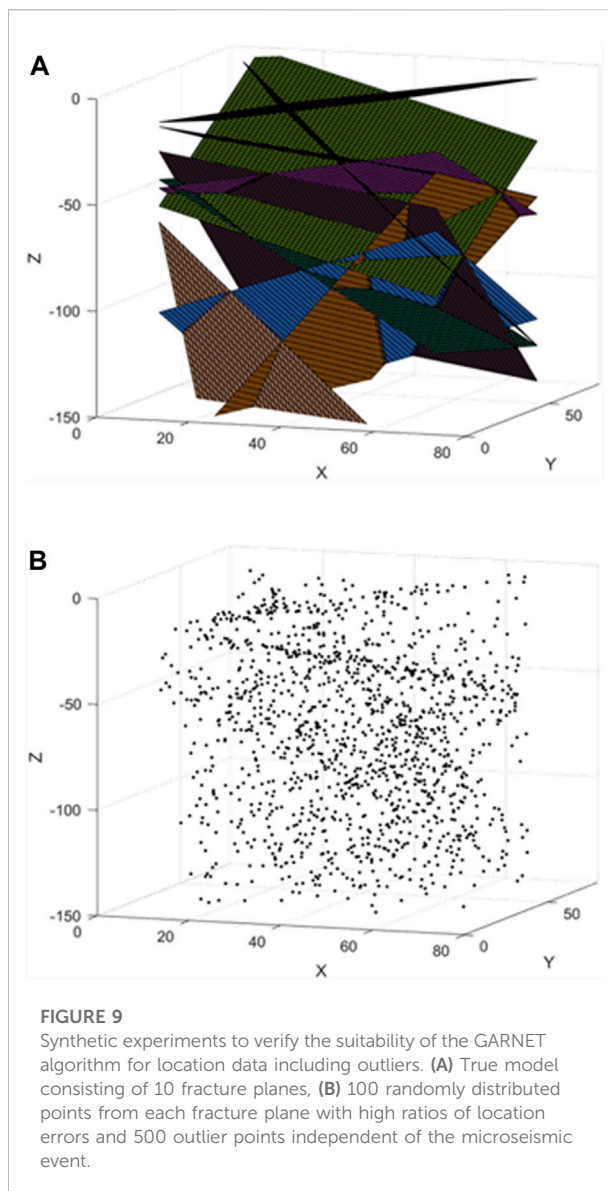 A
0
-50
Z
-100
-150
0
20
40
60
80
X
0
50
Y
B
0
-50
Z
-100
-150
0
20
40
60
80
X
0
50
Y
FIGURE 9
Synthetic experiments to verify the suitability of the GARNET
algorithm for location data including outliers. (A) True model
consisting of 10 fracture planes, (B) 100 randomly distributed
points from each fracture plane with high ratios of location
errors and 500 outlier points independent of the microseismic
event.